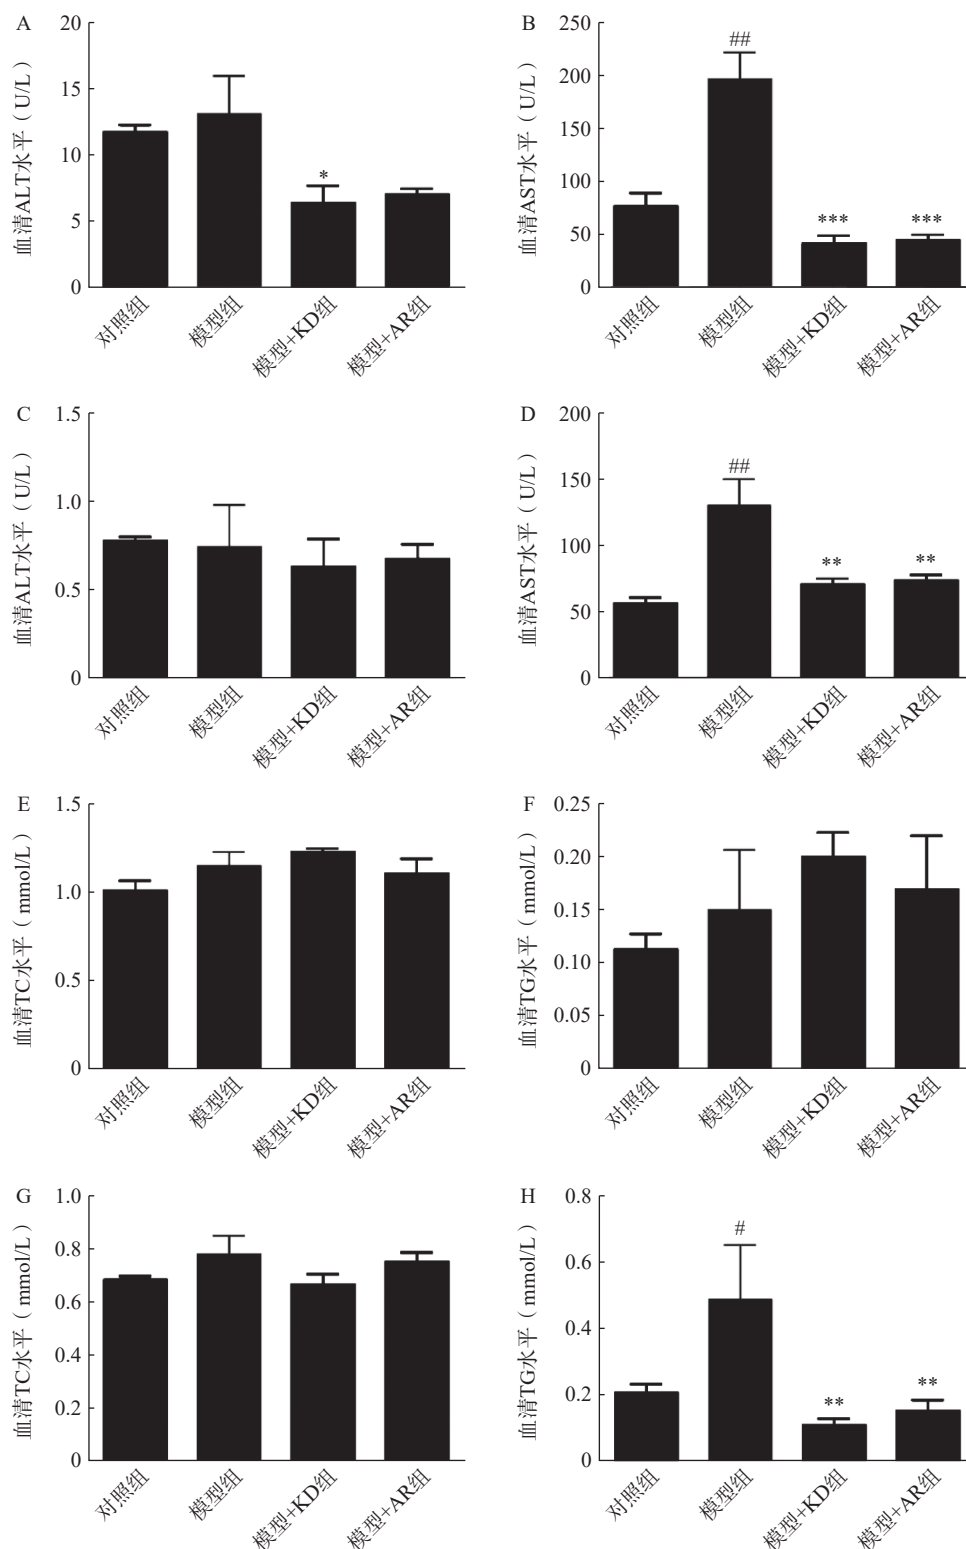 A
血清ALT水平（U/L）
20
15
10
5
0
*
对照组
模型组
模型+KD组
模型+AR组
B
血清AST水平（U/L）
250
200
150
100
50
0
##
***
***
对照组
模型组
模型+KD组
模型+AR组
C
血清ALT水平（U/L）
1.5
1.0
0.5
0
对照组
模型组
模型+KD组
模型+AR组
D
血清AST水平（U/L）
200
150
100
50
0
##
**
**
对照组
模型组
模型+KD组
模型+AR组
E
血清TC水平（mmol/L）
1.5
1.0
0.5
0
对照组
模型组
模型+KD组
模型+AR组
F
血清TG水平（mmol/L）
0.25
0.20
0.15
0.10
0.05
0
对照组
模型组
模型+KD组
模型+AR组
G
血清TC水平（mmol/L）
1.0
0.8
0.6
0.4
0.2
0
对照组
模型组
模型+KD组
模型+AR组
H
血清TG水平（mmol/L）
0.8
0.6
0.4
0.2
0
#
**
**
对照组
模型组
模型+KD组
模型+AR组